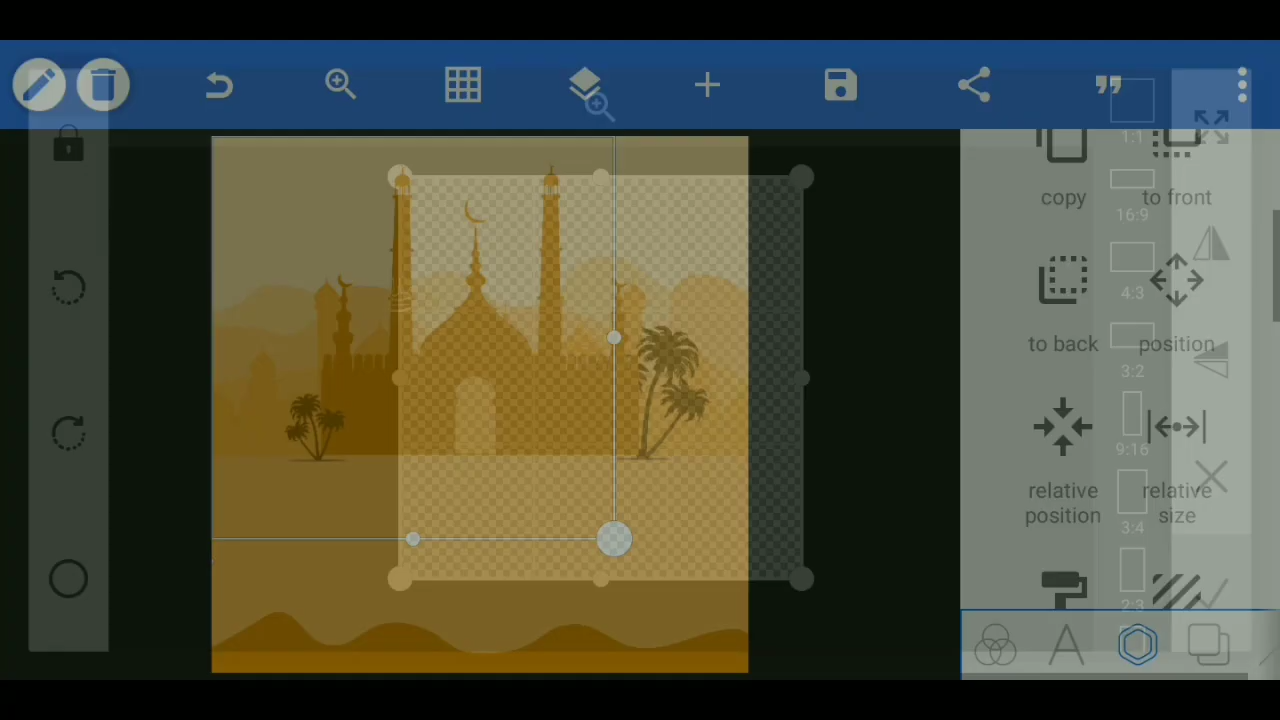 1:1
copy
to front
16:9
4:3
to back
position
3:2
9:16
relative
position
relative
size
3:4
2:3